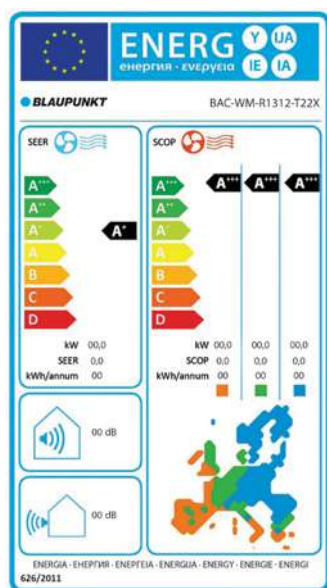 ENERG Y UA
енергия · ενεργεια IE IA
BLAUPUNKT BAC-WM-R1312-T22X
SEER SCOP
A+++ A+++ A+++ A+++ A+++
A++ A++
A+ A+ A+
A A
B B
C C
D D
kW 00,0 kW 00,0 00,0 00,0
SEER 0,0 SCOP 0,0 0,0 0,0
kWh/annum 00 kWh/annum 00 00 00
00 dB
00 dB
ENERGIA · ЕНЕРГИЯ · ΕΝΕΡΓΕΙΑ · ENERGIJA · ENERGY · ENERGIE · ENERGI
626/2011